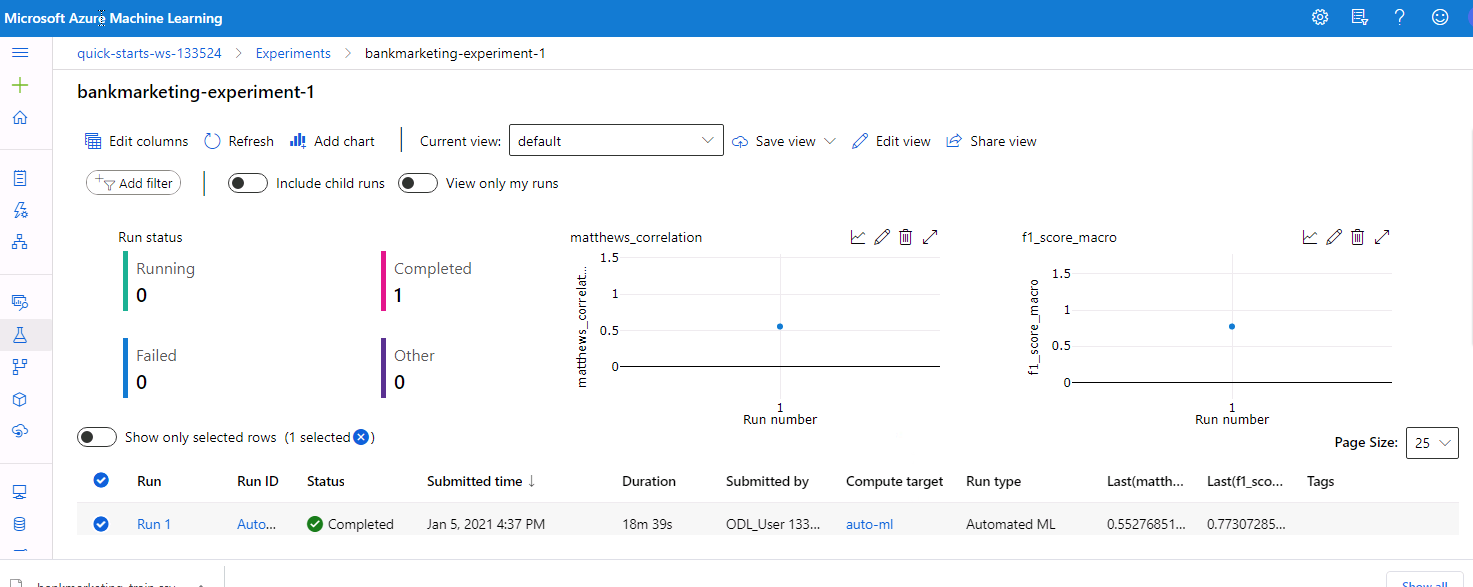 Microsoft Azure Machine Learning
quick-starts-ws-133524 > Experiments > bankmarketing-experiment-1
bankmarketing-experiment-1
Edit columns Refresh Add chart Current view: default Save view Edit view Share view
Add filter Include child runs View only my runs
Run status
Running
0
Completed
1
Failed
0
Other
0
matthews_correlation
matthews_correlat...
1.5
1
0.5
0
1
Run number
f1_score_macro
f1_score_macro
1.5
1
0.5
0
1
Run number
Show only selected rows (1 selected )
Page Size: 25
Run Run ID Status Submitted time ↓ Duration Submitted by Compute target Run type Last(matth... Last(f1_sco... Tags
Run 1 Auto... Completed Jan 5, 2021 4:37 PM 18m 39s ODL_User 133... auto-ml Automated ML 0.55276851... 0.77307285...
bankmarketing_train.csv
Show all